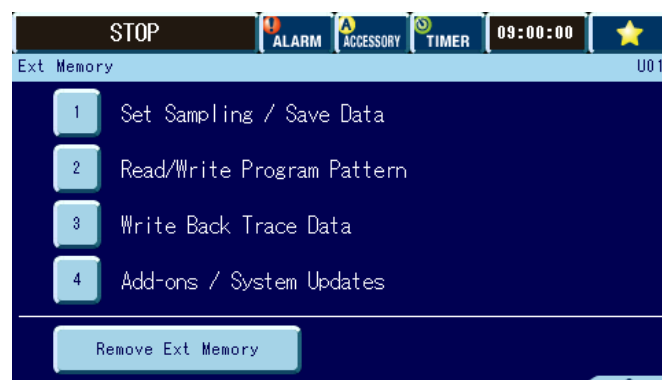 STOP ALARM A ACCESSORY TIMER 09:00:00
Ext Memory U01
1 Set Sampling / Save Data
2 Read/Write Program Pattern
3 Write Back Trace Data
4 Add-ons / System Updates
Remove Ext Memory